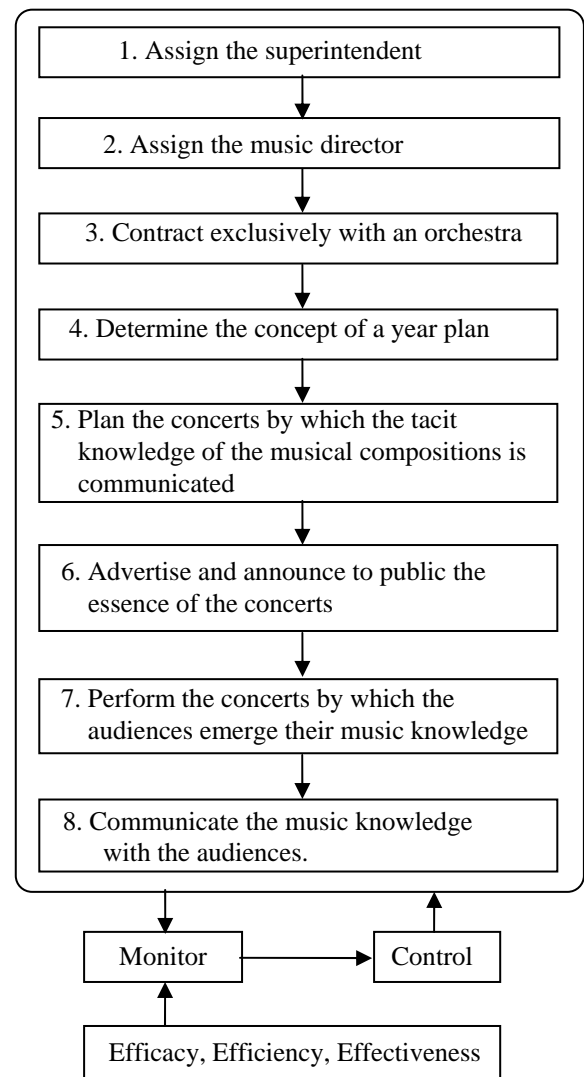 1. Assign the superintendent
2. Assign the music director
3. Contract exclusively with an orchestra
4. Determine the concept of a year plan
5. Plan the concerts by which the tacit
knowledge of the musical compositions is
communicated
6. Advertise and announce to public the
essence of the concerts
7. Perform the concerts by which the
audiences emerge their music knowledge
8. Communicate the music knowledge
with the audiences.
Monitor
Control
Efficacy, Efficiency, Effectiveness